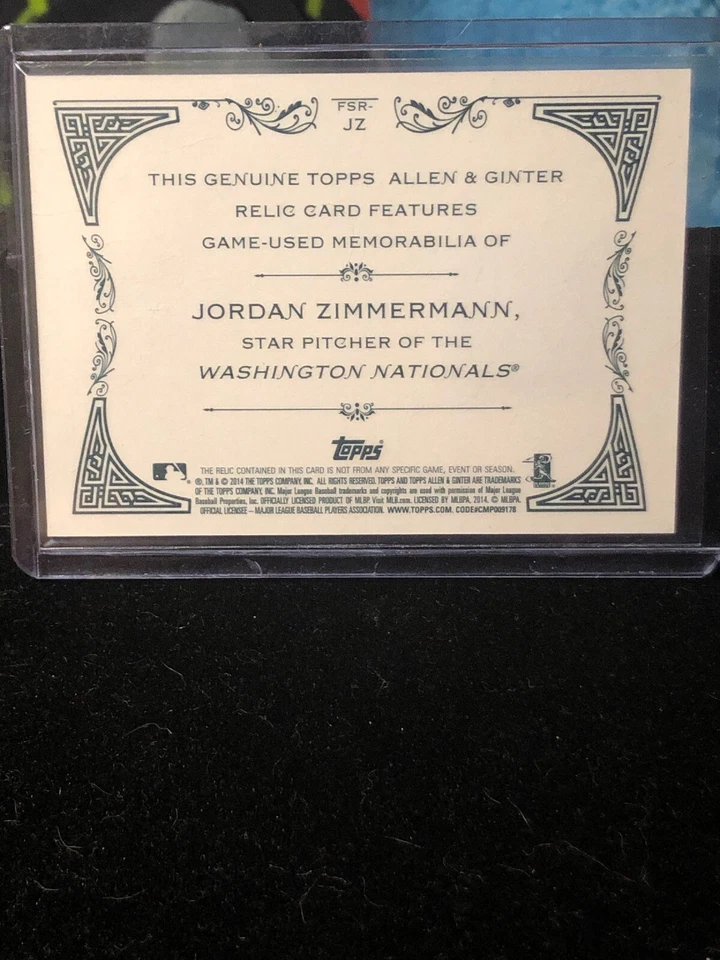 FSR-
JZ
THIS GENUINE TOPPS ALLEN & GINTER
RELIC CARD FEATURES
GAME-USED MEMORABILIA OF
JORDAN ZIMMERMANN,
STAR PITCHER OF THE
WASHINGTON NATIONALS®
Topps
THE RELIC CONTAINED IN THIS CARD IS NOT FROM ANY SPECIFIC GAME, EVENT OR SEASON.
®, TM & © 2014 THE TOPPS COMPANY, INC. ALL RIGHTS RESERVED. TOPPS AND TOPPS ALLEN & GINTER ARE TRADEMARKS
OF THE TOPPS COMPANY, INC. Major League Baseball trademarks and copyrights are used with permission of Major League
Baseball Properties, Inc. OFFICIALLY LICENSED PRODUCT OF MLBP. Visit MLB.com. LICENSED BY MLBPA, 2014. © MLBPA.
OFFICIAL LICENSEE – MAJOR LEAGUE BASEBALL PLAYERS ASSOCIATION. WWW.TOPPS.COM. CODE#CMP009178